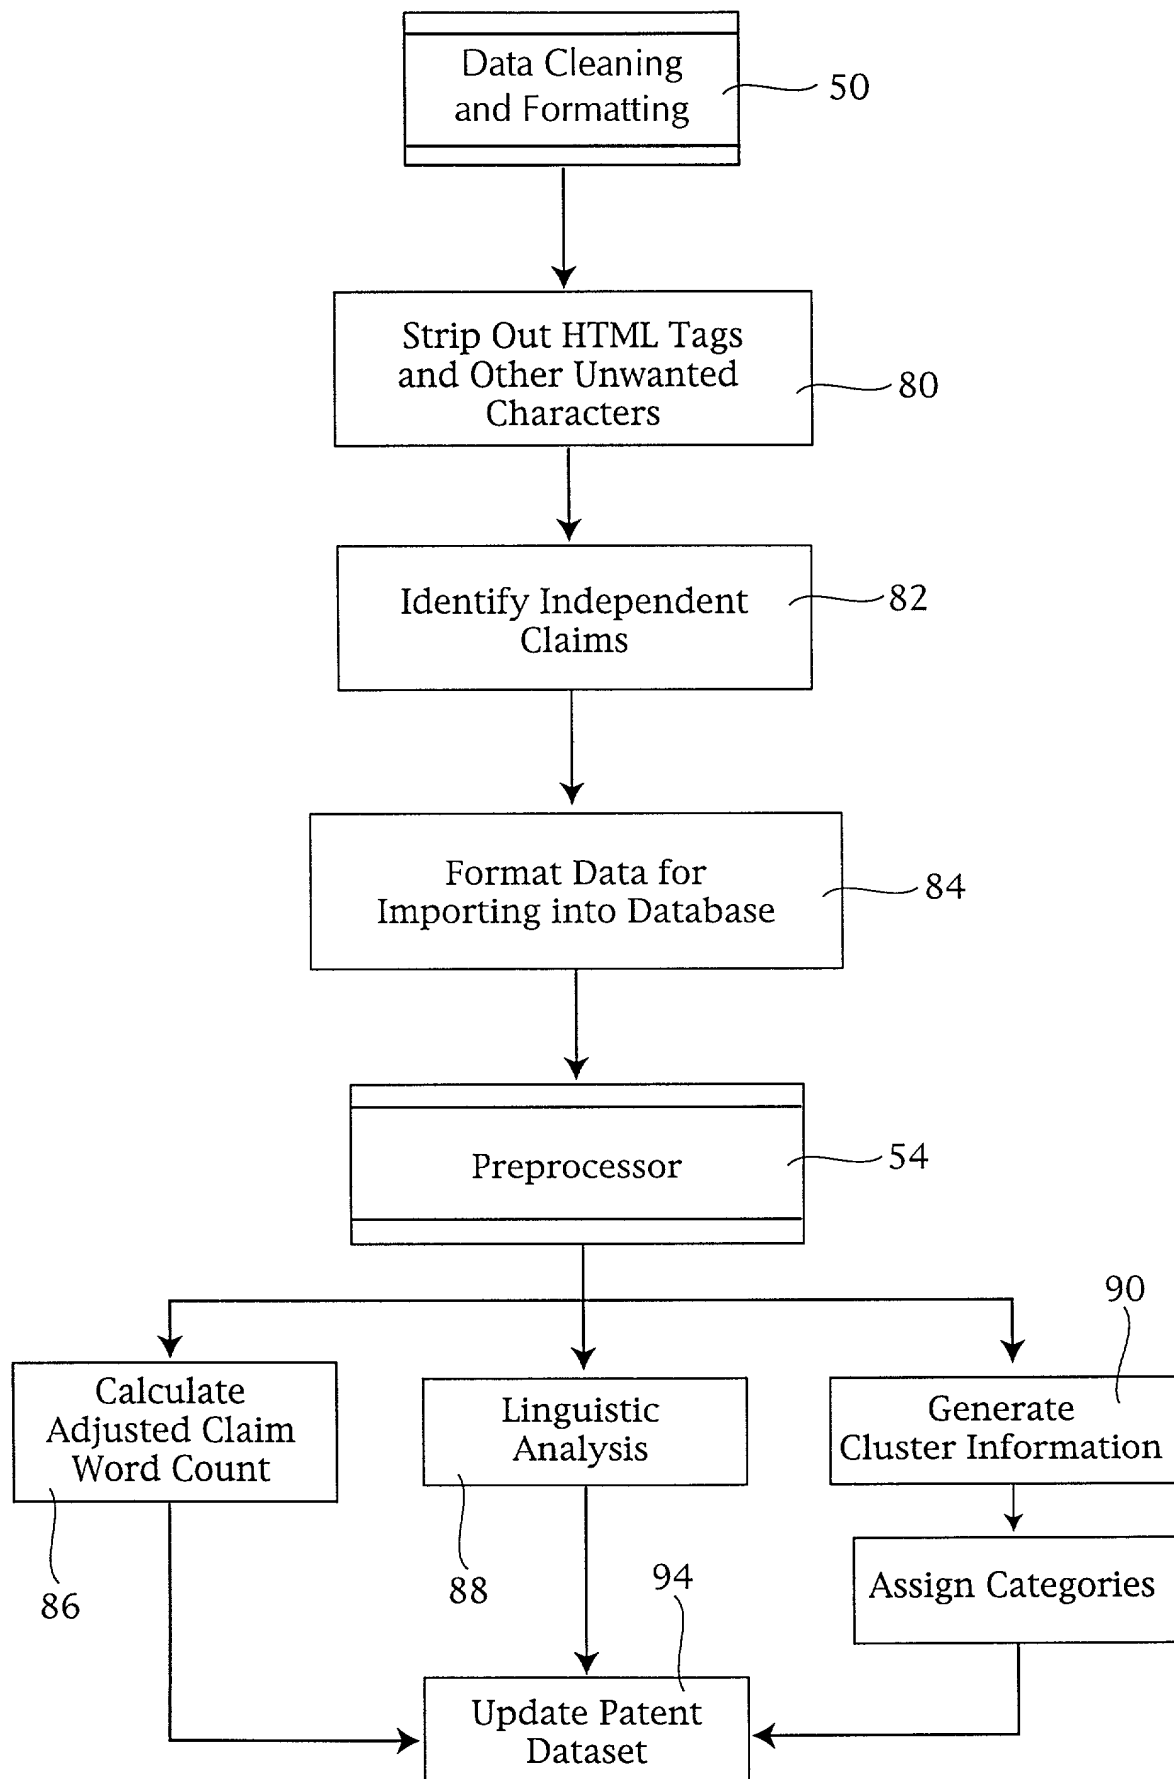 Data Cleaning
and Formatting
50
Strip Out HTML Tags
and Other Unwanted
Characters
80
Identify Independent
Claims
82
Format Data for
Importing into Database
84
Preprocessor
54
90
Calculate
Adjusted Claim
Word Count
86
Linguistic
Analysis
88
Generate
Cluster Information
Assign Categories
94
Update Patent
Dataset